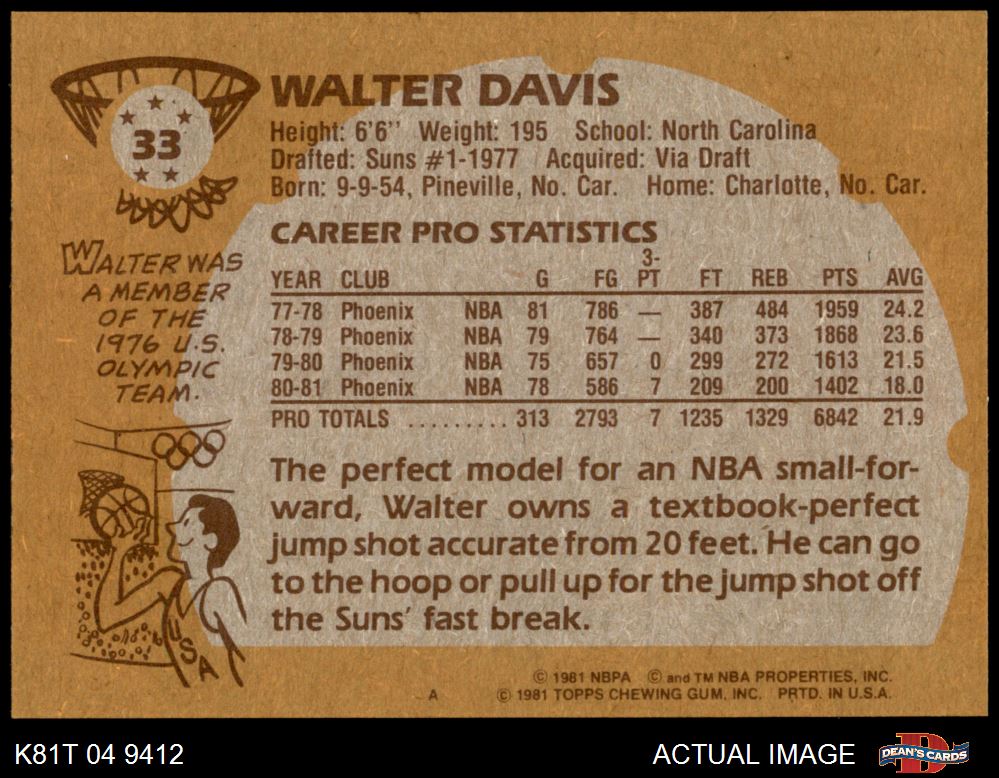 WALTER DAVIS
33
Height: 6'6'' Weight: 195 School: North Carolina
Drafted: Suns #1-1977 Acquired: Via Draft
Born: 9-9-54, Pineville, No. Car. Home: Charlotte, No. Car.
CAREER PRO STATISTICS
YEAR CLUB G FG 3-PT FT REB PTS AVG
77-78 Phoenix NBA 81 786 — 387 484 1959 24.2
78-79 Phoenix NBA 79 764 — 340 373 1868 23.6
79-80 Phoenix NBA 75 657 0 299 272 1613 21.5
80-81 Phoenix NBA 78 586 7 209 200 1402 18.0
PRO TOTALS ......... 313 2793 7 1235 1329 6842 21.9
WALTER WAS
A MEMBER
OF THE
1976 U.S.
OLYMPIC
TEAM.
USA
The perfect model for an NBA small-for-
ward, Walter owns a textbook-perfect
jump shot accurate from 20 feet. He can go
to the hoop or pull up for the jump shot off
the Suns' fast break.
© 1981 NBPA © and TM NBA PROPERTIES, INC.
A © 1981 TOPPS CHEWING GUM, INC. PRTD. IN U.S.A.
K81T 04 9412
ACTUAL IMAGE
D
DEAN'S CARDS